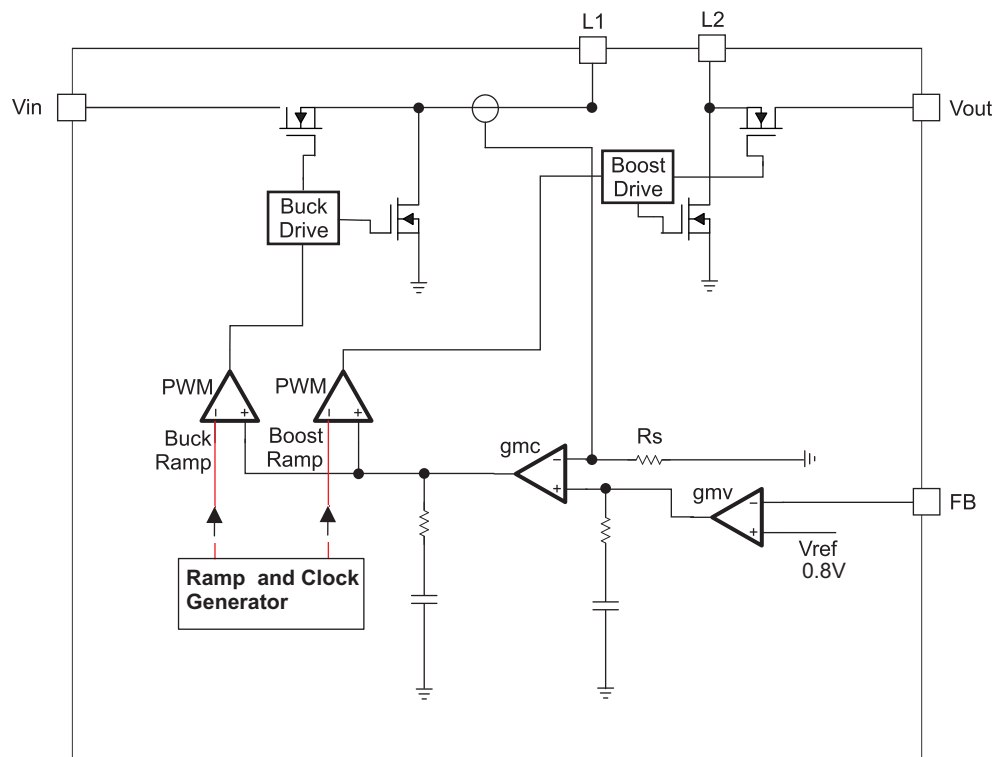 L1
L2
Vin
Vout
Boost
Drive
Buck
Drive
PWM
PWM
Buck
Ramp
Boost
Ramp
gmc
Rs
gmv
FB
Vref
0.8V
Ramp and Clock
Generator